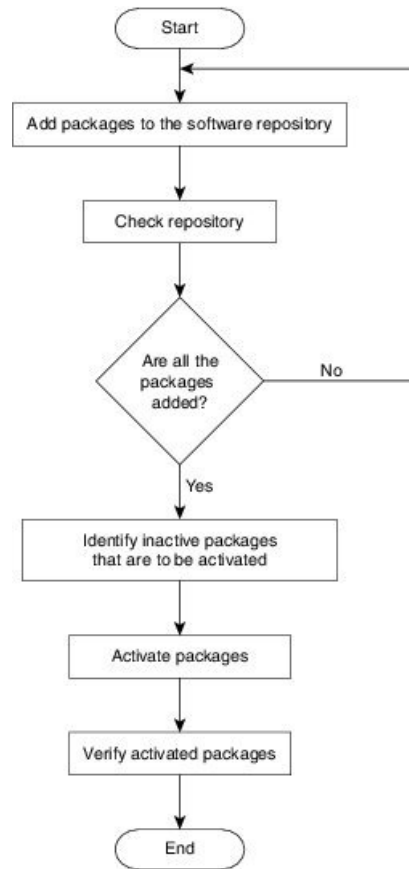 Start
Add packages to the software repository
Check repository
Are all the
packages
added?
No
Yes
Identify inactive packages
that are to be activated
Activate packages
Verify activated packages
End